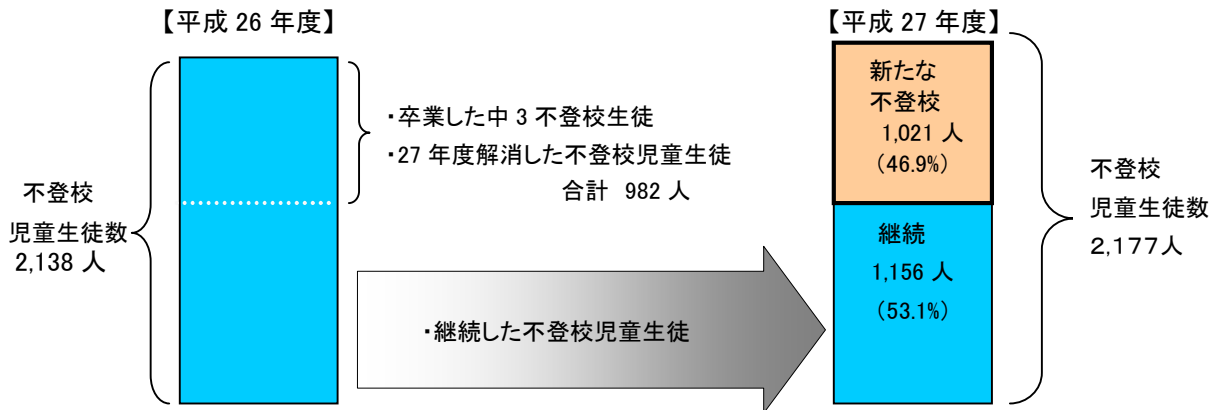 【平成 26 年度】
不登校
児童生徒数
2,138 人
・卒業した中 3 不登校生徒
・27 年度解消した不登校児童生徒
合計 982 人
・継続した不登校児童生徒
【平成 27 年度】
新たな
不登校
1,021 人
(46.9%)
継続
1,156 人
(53.1%)
不登校
児童生徒数
2,177人